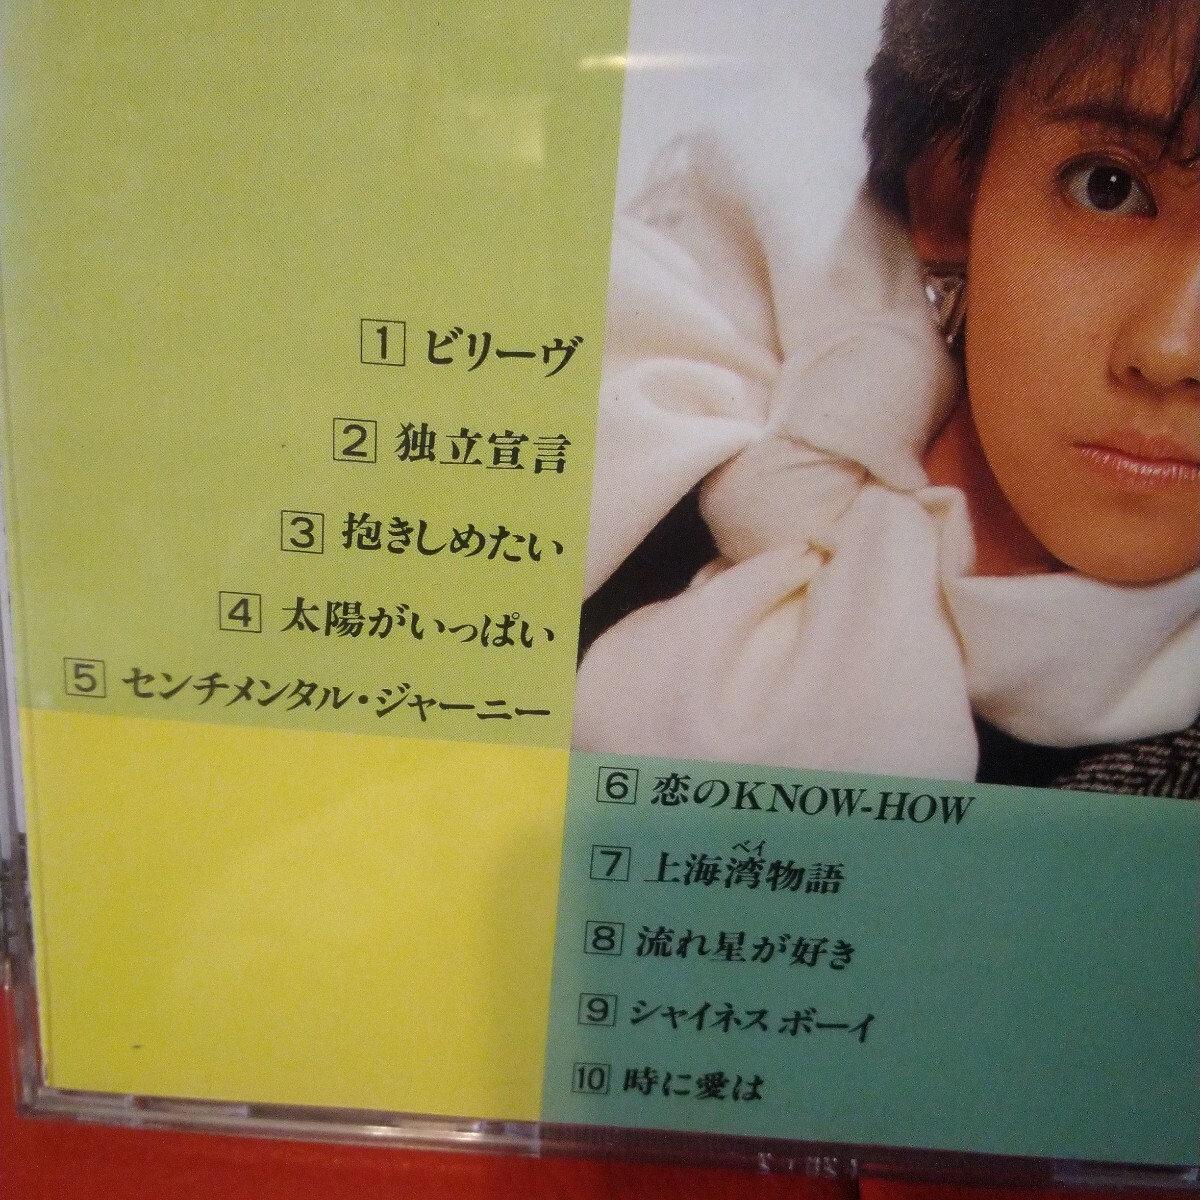 1 ビリーヴ
2 独立宣言
3 抱きしめたい
4 太陽がいっぱい
5 センチメンタル・ジャーニー
6 恋のKNOW-HOW
ベイ
7 上海湾物語
8 流れ星が好き
9 シャイネス ボーイ
10 時に愛は